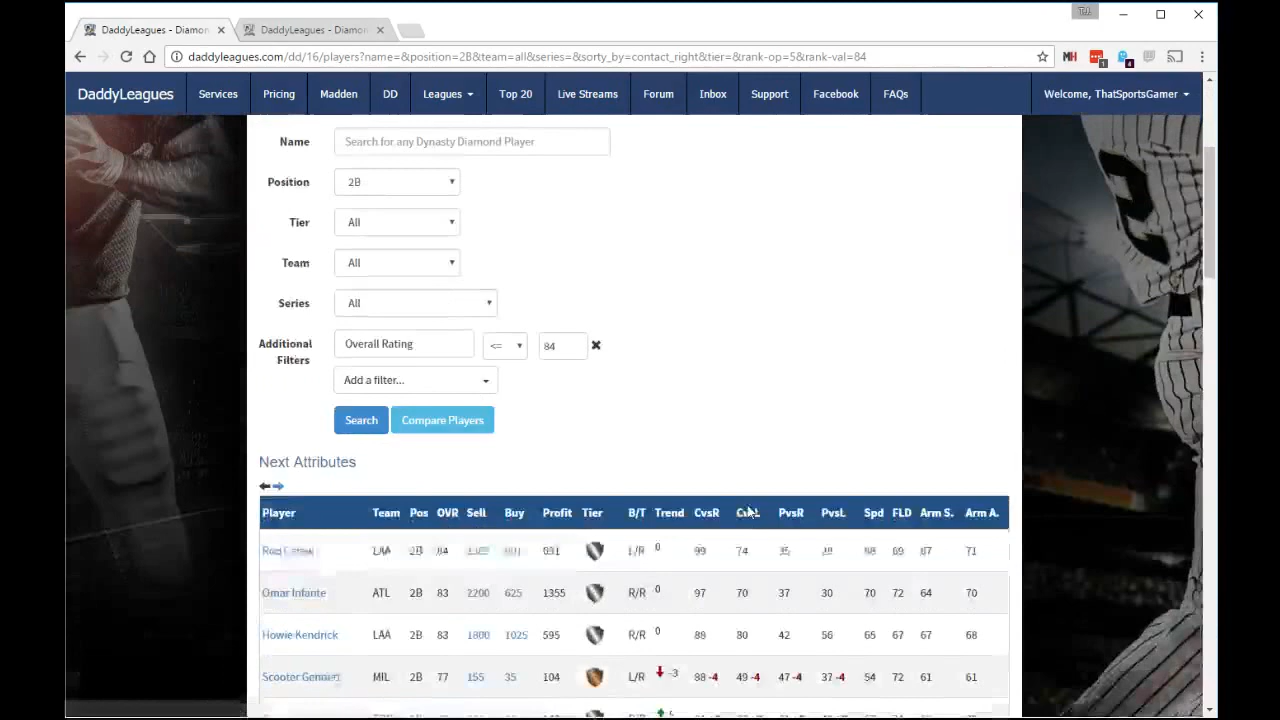 DaddyLeagues - Diamon
DaddyLeagues - Diamon
daddyleagues.com/dd/16/players?name=&position=2B&team=all&series=&sorty_by=contact_right&tier=&rank-op=5&rank-val=84
DaddyLeagues Services Pricing Madden DD Leagues Top 20 Live Streams Forum Inbox Support Facebook FAQs Welcome, ThatSportsGamer
Name Search for any Dynasty Diamond Player
Position 2B
Tier All
Team All
Series All
Additional Filters Overall Rating <= 84
Add a filter...
Search Compare Players
Next Attributes
Player Team Pos OVR Sell Buy Profit Tier B/T Trend CvsR PvsR PvsL Spd FLD Arm S. Arm A.
2B 84 L/R 0 99 74 71
Omar Infante ATL 2B 83 2200 625 1355 R/R 0 97 70 37 30 70 72 64 70
Howie Kendrick LAA 2B 83 1800 1025 595 R/R 0 88 80 42 56 65 67 67 68
Scooter Gennett MIL 2B 77 155 35 104 L/R -3 88 -4 49 -4 47 -4 37 -4 54 72 61 61